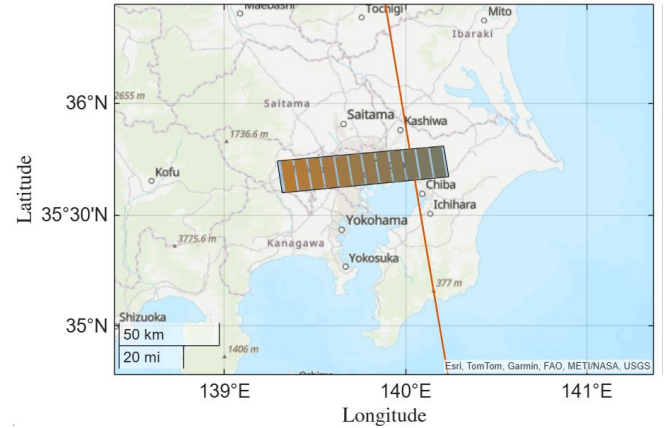 Maebashi
Tochigi
Mito
Ibaraki
36°N
2655 m
Saitama
Saitama
Kashiwa
1736.6 m
Kofu
Chiba
35°30'N
Ichihara
Yokohama
Kanagawa
3775.6 m
Yokosuka
377 m
Shizuoka
35°N
50 km
20 mi
1406 m
Esri, TomTom, Garmin, FAO, METI/NASA, USGS
139°E
140°E
141°E
Latitude
Longitude